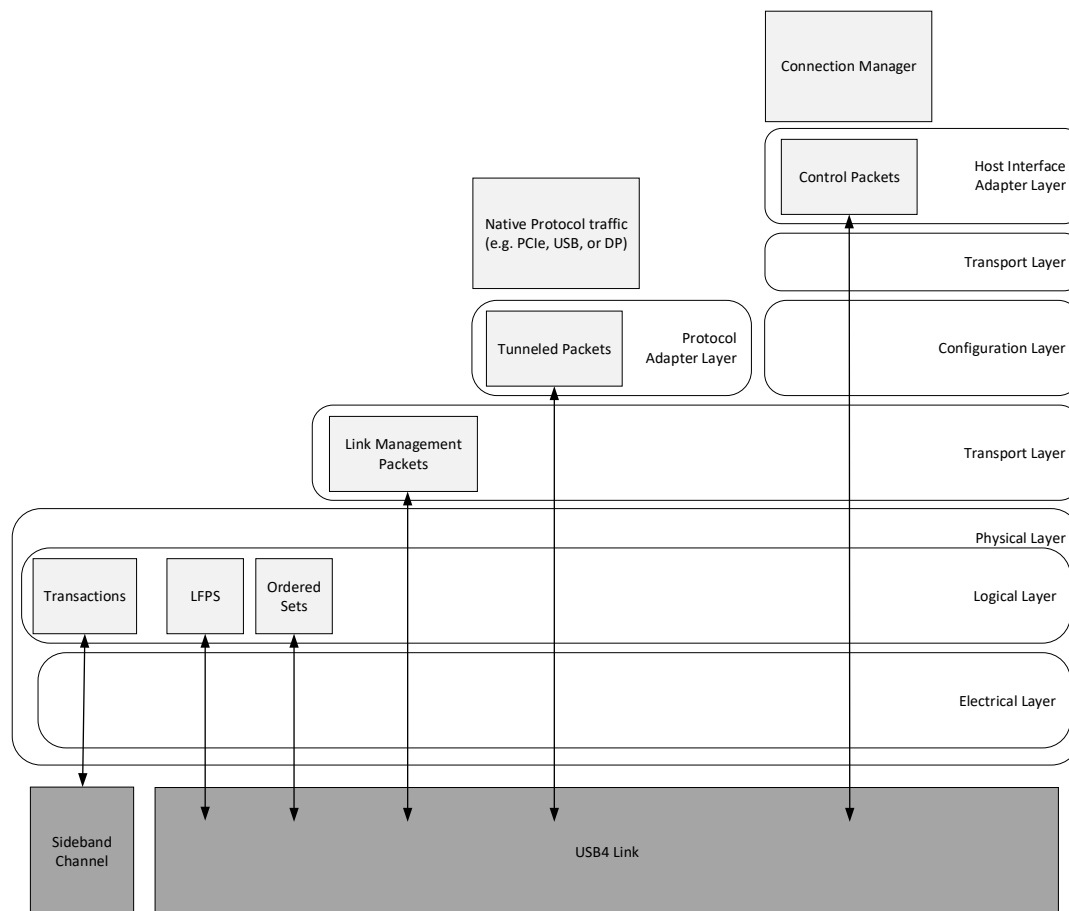 Connection Manager
Control Packets
Host Interface
Adapter Layer
Native Protocol traffic
(e.g. PCIe, USB, or DP)
Transport Layer
Tunneled Packets
Protocol
Adapter Layer
Configuration Layer
Link Management
Packets
Transport Layer
Physical Layer
Transactions
LFPS
Ordered
Sets
Logical Layer
Electrical Layer
Sideband
Channel
USB4 Link